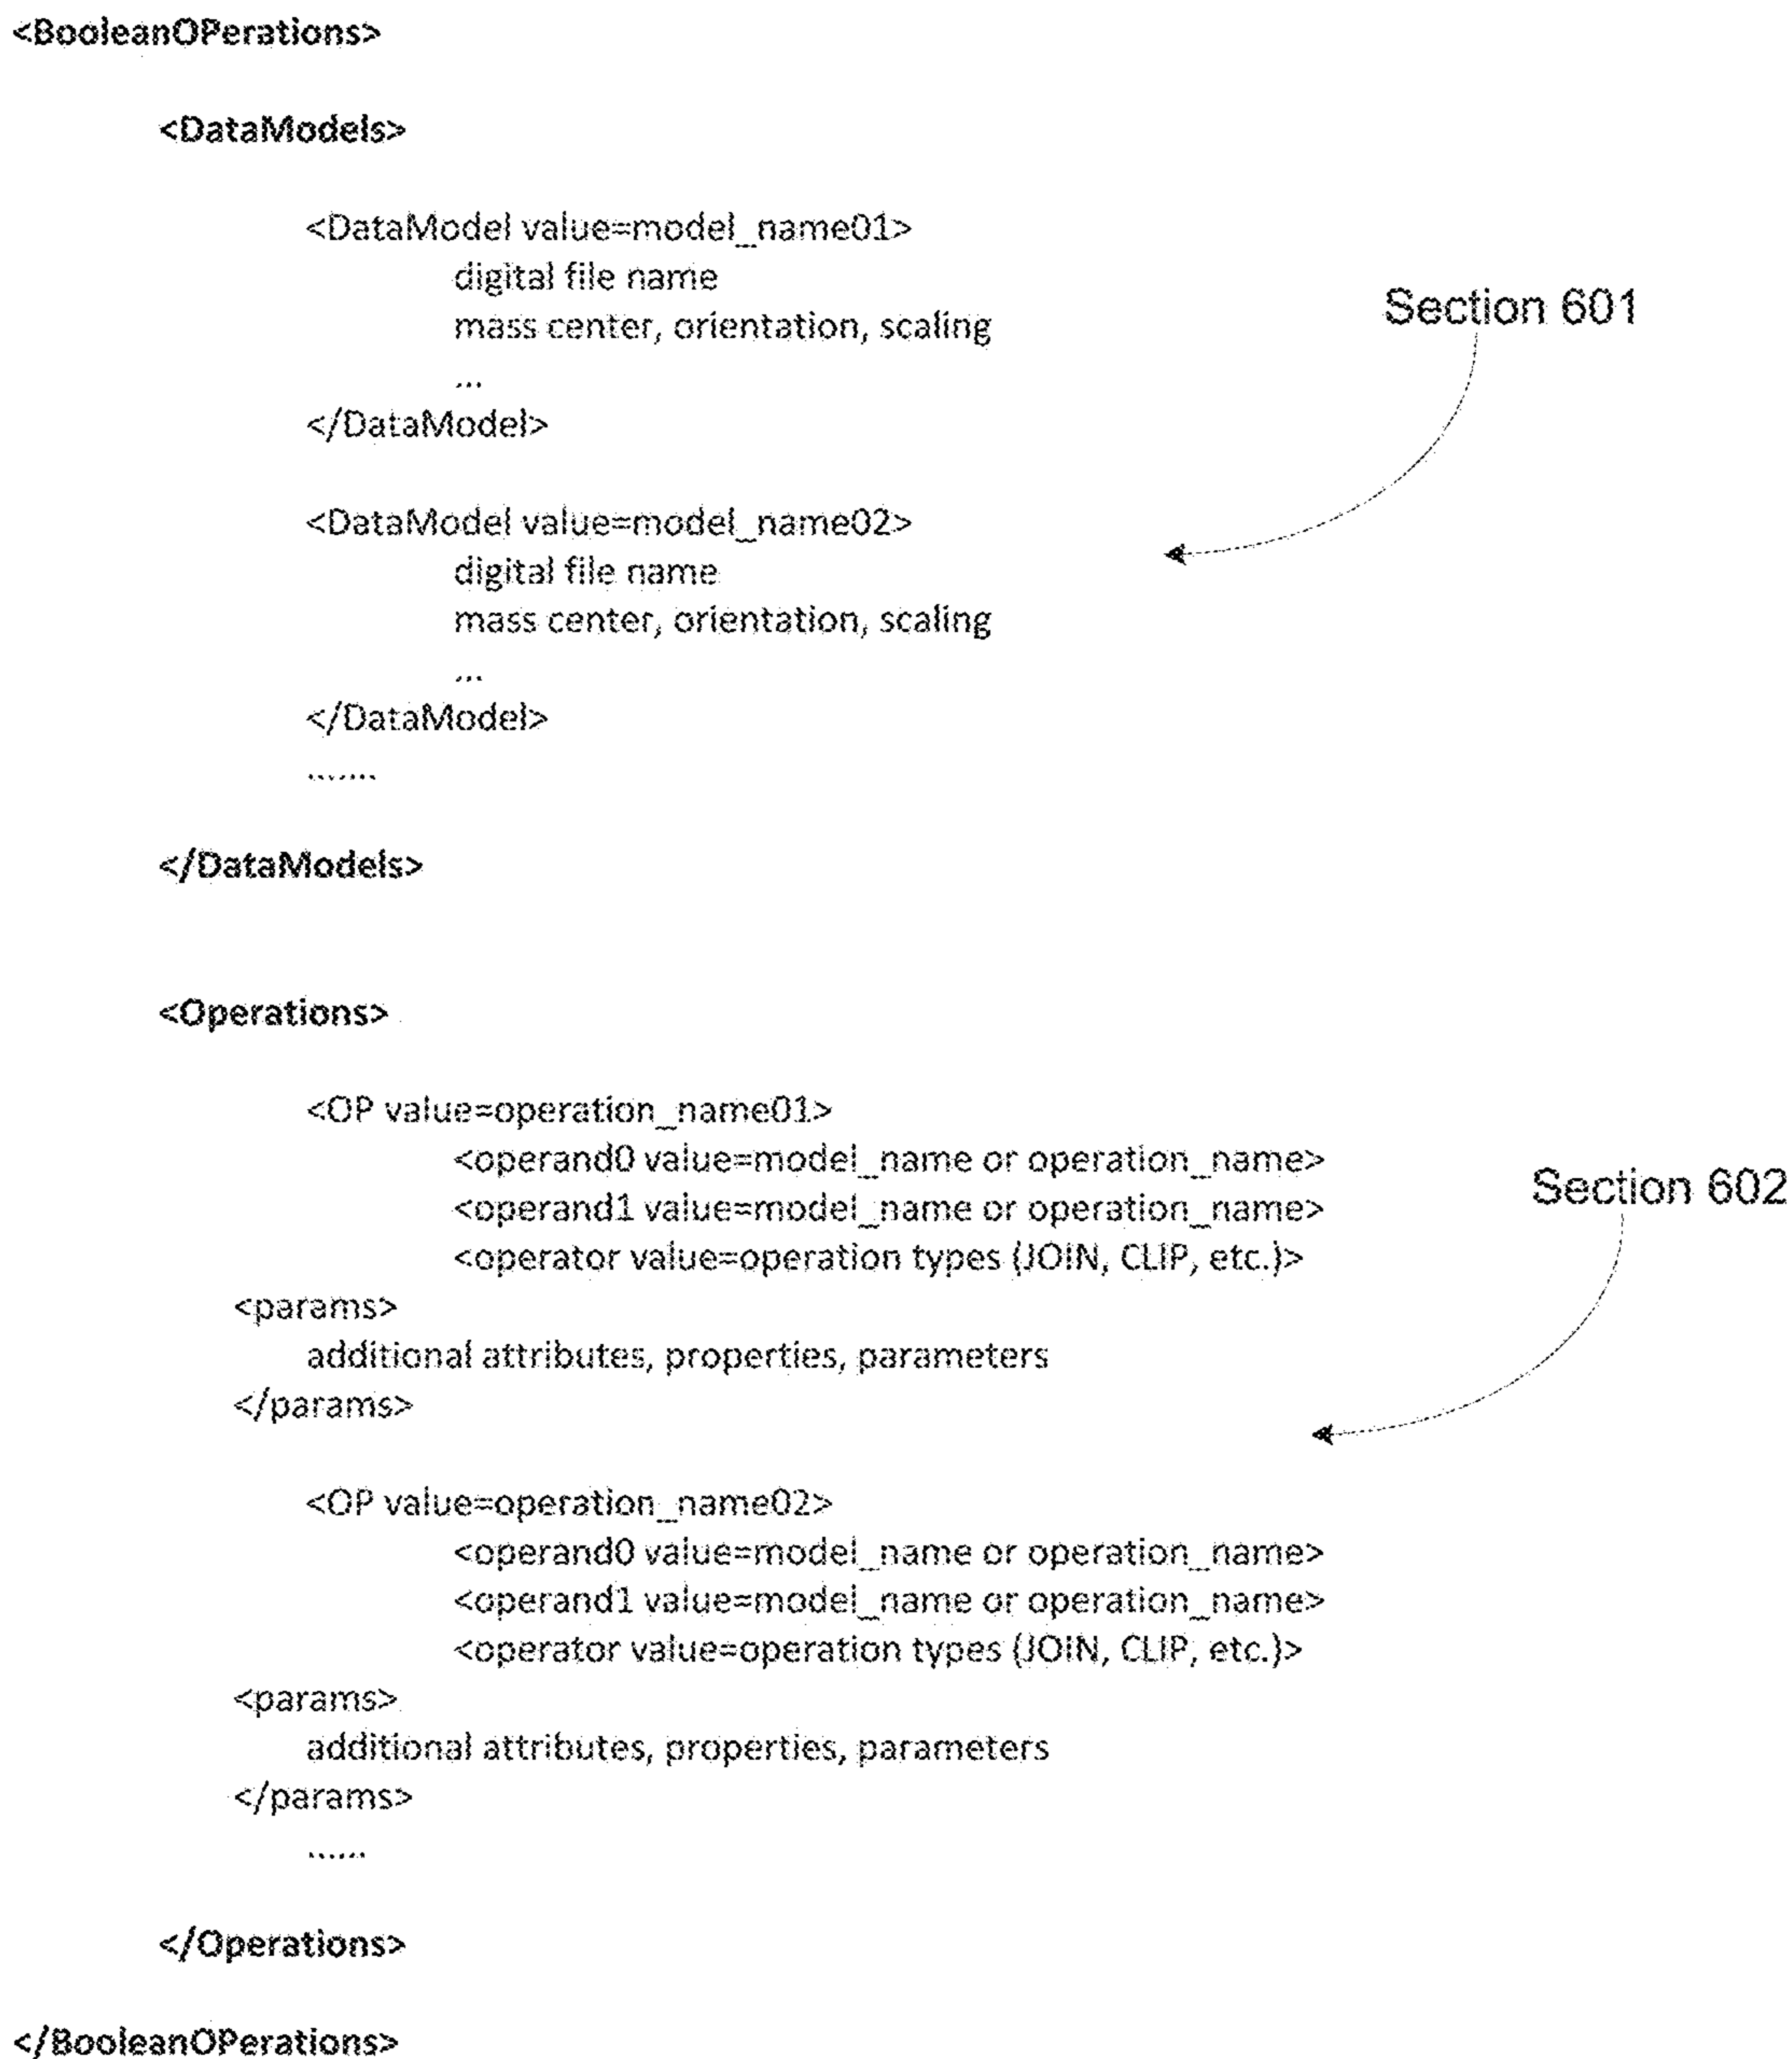 <BooleanOPerations>
<DataModels>
<DataModel value=model_name01>
digital file name
mass center, orientation, scaling
...
</DataModel>
Section 601
<DataModel value=model_name02>
digital file name
mass center, orientation, scaling
...
</DataModel>
.......
</DataModels>
<Operations>
<OP value=operation_name01>
<operand0 value=model_name or operation_name>
<operand1 value=model_name or operation_name>
<operator value=operation types (JOIN, CLIP, etc.)>
Section 602
<params>
additional attributes, properties, parameters
</params>
<OP value=operation_name02>
<operand0 value=model_name or operation_name>
<operand1 value=model_name or operation_name>
<operator value=operation types (JOIN, CLIP, etc.)>
<params>
additional attributes, properties, parameters
</params>
......
</Operations>
</BooleanOPerations>